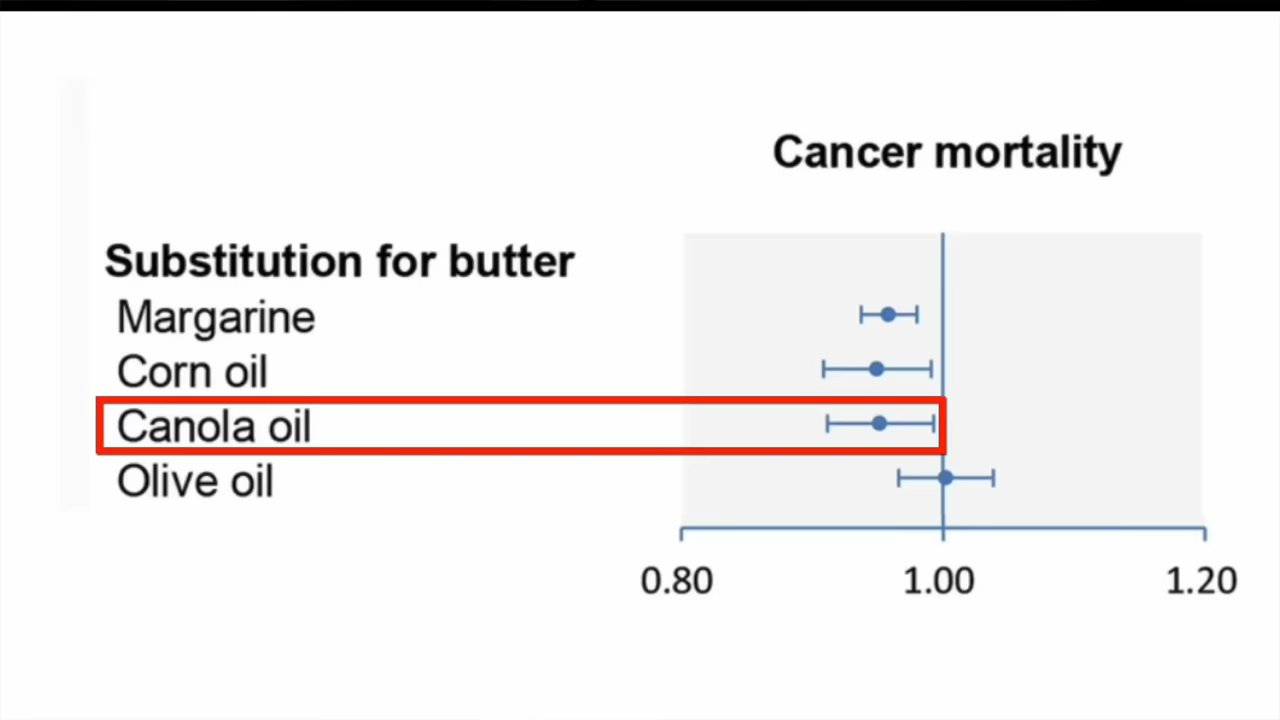 Cancer mortality
Substitution for butter
Margarine
Corn oil
Canola oil
Olive oil
0.80 1.00 1.20